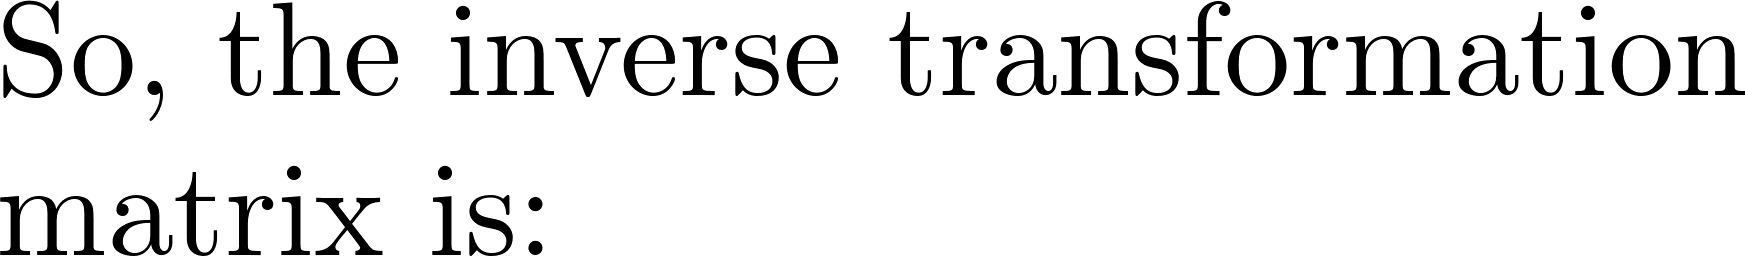 So, the inverse transformation
matrix is: